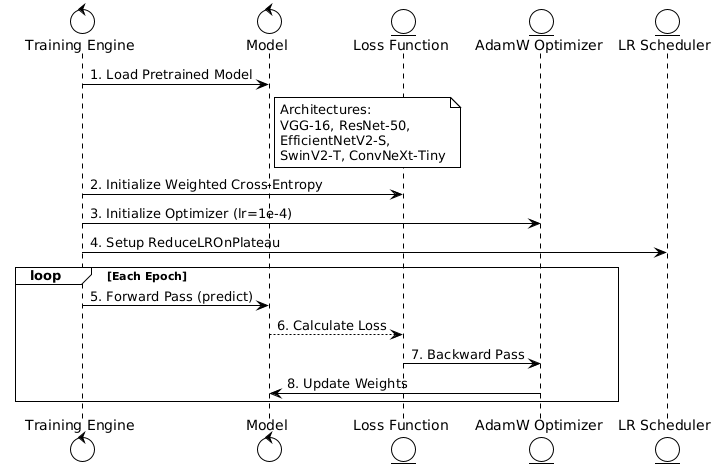 Training Engine
Model
Loss Function
AdamW Optimizer
LR Scheduler
1. Load Pretrained Model
Architectures:
VGG-16, ResNet-50,
EfficientNetV2-S,
SwinV2-T, ConvNeXt-Tiny
2. Initialize Weighted Cross-Entropy
3. Initialize Optimizer (lr=1e-4)
4. Setup ReduceLROnPlateau
loop [Each Epoch]
5. Forward Pass (predict)
6. Calculate Loss
7. Backward Pass
8. Update Weights
Training Engine
Model
Loss Function
AdamW Optimizer
LR Scheduler